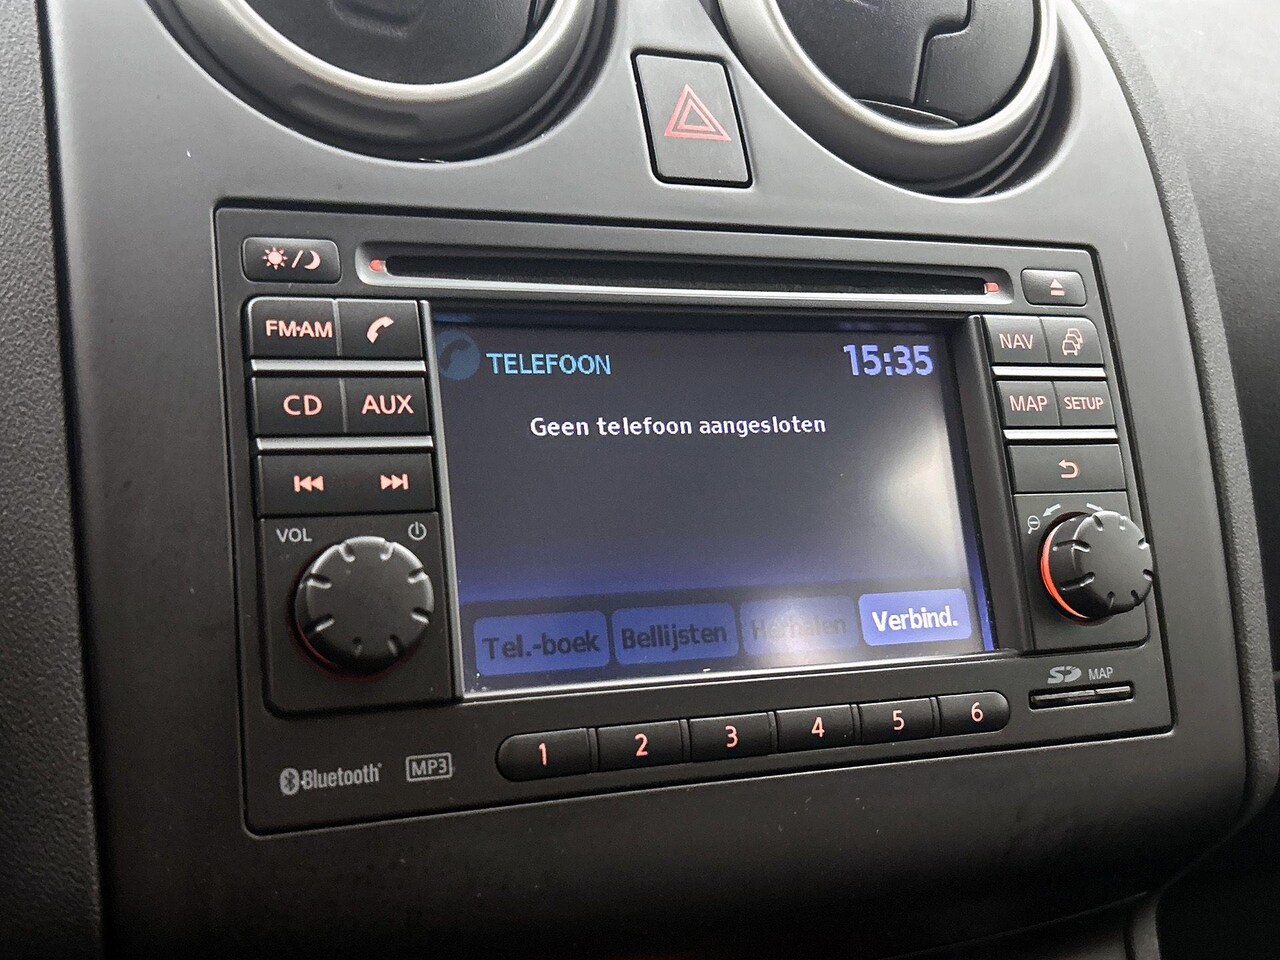 FM·AM
CD AUX
VOL
TELEFOON 15:35
Geen telefoon aangesloten
Tel.-boek Bellijsten Herhalen Verbind.
NAV
MAP SETUP
SD MAP
1 2 3 4 5 6
Bluetooth MP3